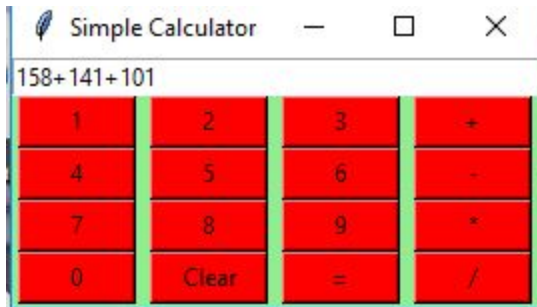 Simple Calculator
158+141+101
1 2 3 +
4 5 6 -
7 8 9 *
0 Clear = /